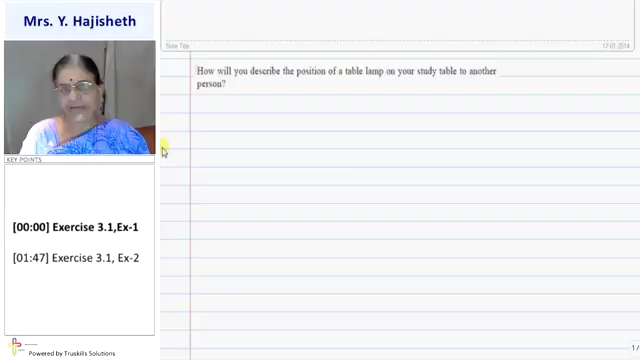 Mrs. Y. Hajisheth
Note Title
17-01-2014
How will you describe the position of a table lamp on your study table to another
person?
KEY POINTS
[00:00] Exercise 3.1,Ex-1
[01:47] Exercise 3.1, Ex-2
Powered by Truskills Solutions
1/